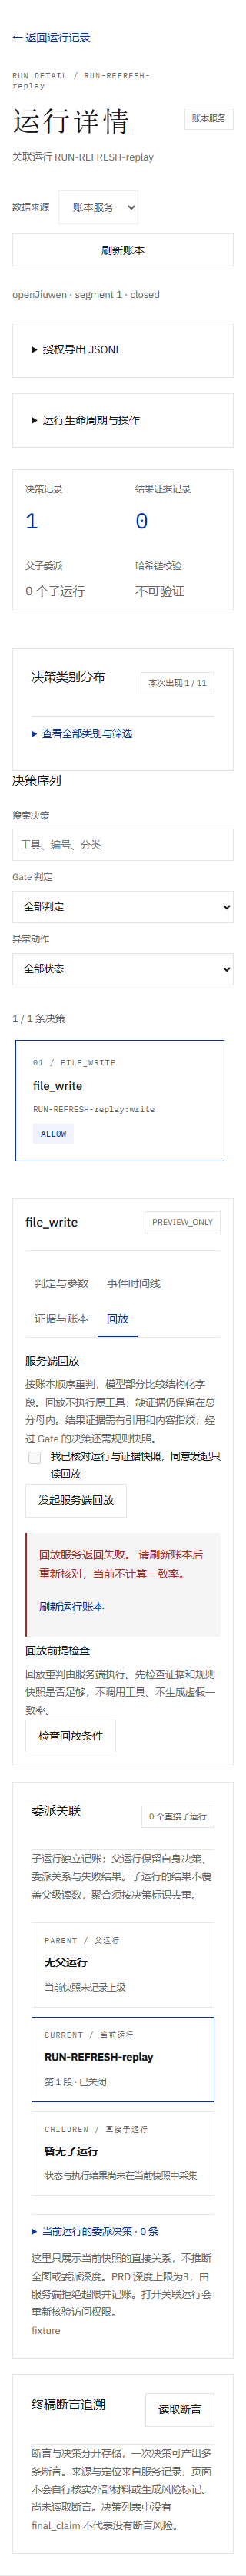 ← 返回运行记录
RUN DETAIL / RUN-REFRESH-
replay
运行详情
账本服务
关联运行 RUN-REFRESH-replay
数据来源
账本服务
刷新账本
openJiuwen · segment 1 · closed
▶ 授权导出 JSONL
▶ 运行生命周期与操作
决策记录
结果证据记录
1
0
父子委派
哈希链校验
0 个子运行
不可验证
决策类别分布
本次出现 1 / 11
▶ 查看全部类别与筛选
决策序列
搜索决策
工具、编号、分类
Gate 判定
全部判定
异常动作
全部状态
1 / 1 条决策
01 / FILE_WRITE
file_write
RUN-REFRESH-replay:write
ALLOW
file_write
PREVIEW_ONLY
判定与参数
事件时间线
证据与账本
回放
服务端回放
按账本顺序重判，模型部分比较结构化字
段。回放不执行原工具；缺证据仍保留在总
分母内。结果证据需有引用和内容指纹；经
过 Gate 的决策还需规则快照。
我已核对运行与证据快照，同意发起只
读回放
发起服务端回放
回放服务返回失败。 请刷新账本后
重新核对，当前不计算一致率。
刷新运行账本
回放前提检查
回放重判由服务端执行。先检查证据和规则
快照是否足够，不调用工具、不生成虚假一
致率。
检查回放条件
委派关联
0 个直接子运行
子运行独立记账；父运行保留自身决策、
委派关系与失败结果。子运行的结果不覆
盖父级读数，聚合须按决策标识去重。
PARENT / 父运行
无父运行
当前快照未记录上级
CURRENT / 当前运行
RUN-REFRESH-replay
第 1 段 · 已关闭
CHILDREN / 直接子运行
暂无子运行
状态与执行结果尚未在当前快照中采集
▶ 当前运行的委派决策 · 0 条
这里只展示当前快照的直接关系，不推断
全图或委派深度。PRD 深度上限为3，由
服务端拒绝超限并记账。打开关联运行会
重新核验访问权限。
fixture
终稿断言追溯
读取断言
断言与决策分开存储，一次决策可产出多
条断言。来源与定位来自服务记录，页面
不会自行核实外部材料或生成风险标记。
尚未读取断言。决策列表中没有
final_claim 不代表没有断言风险。